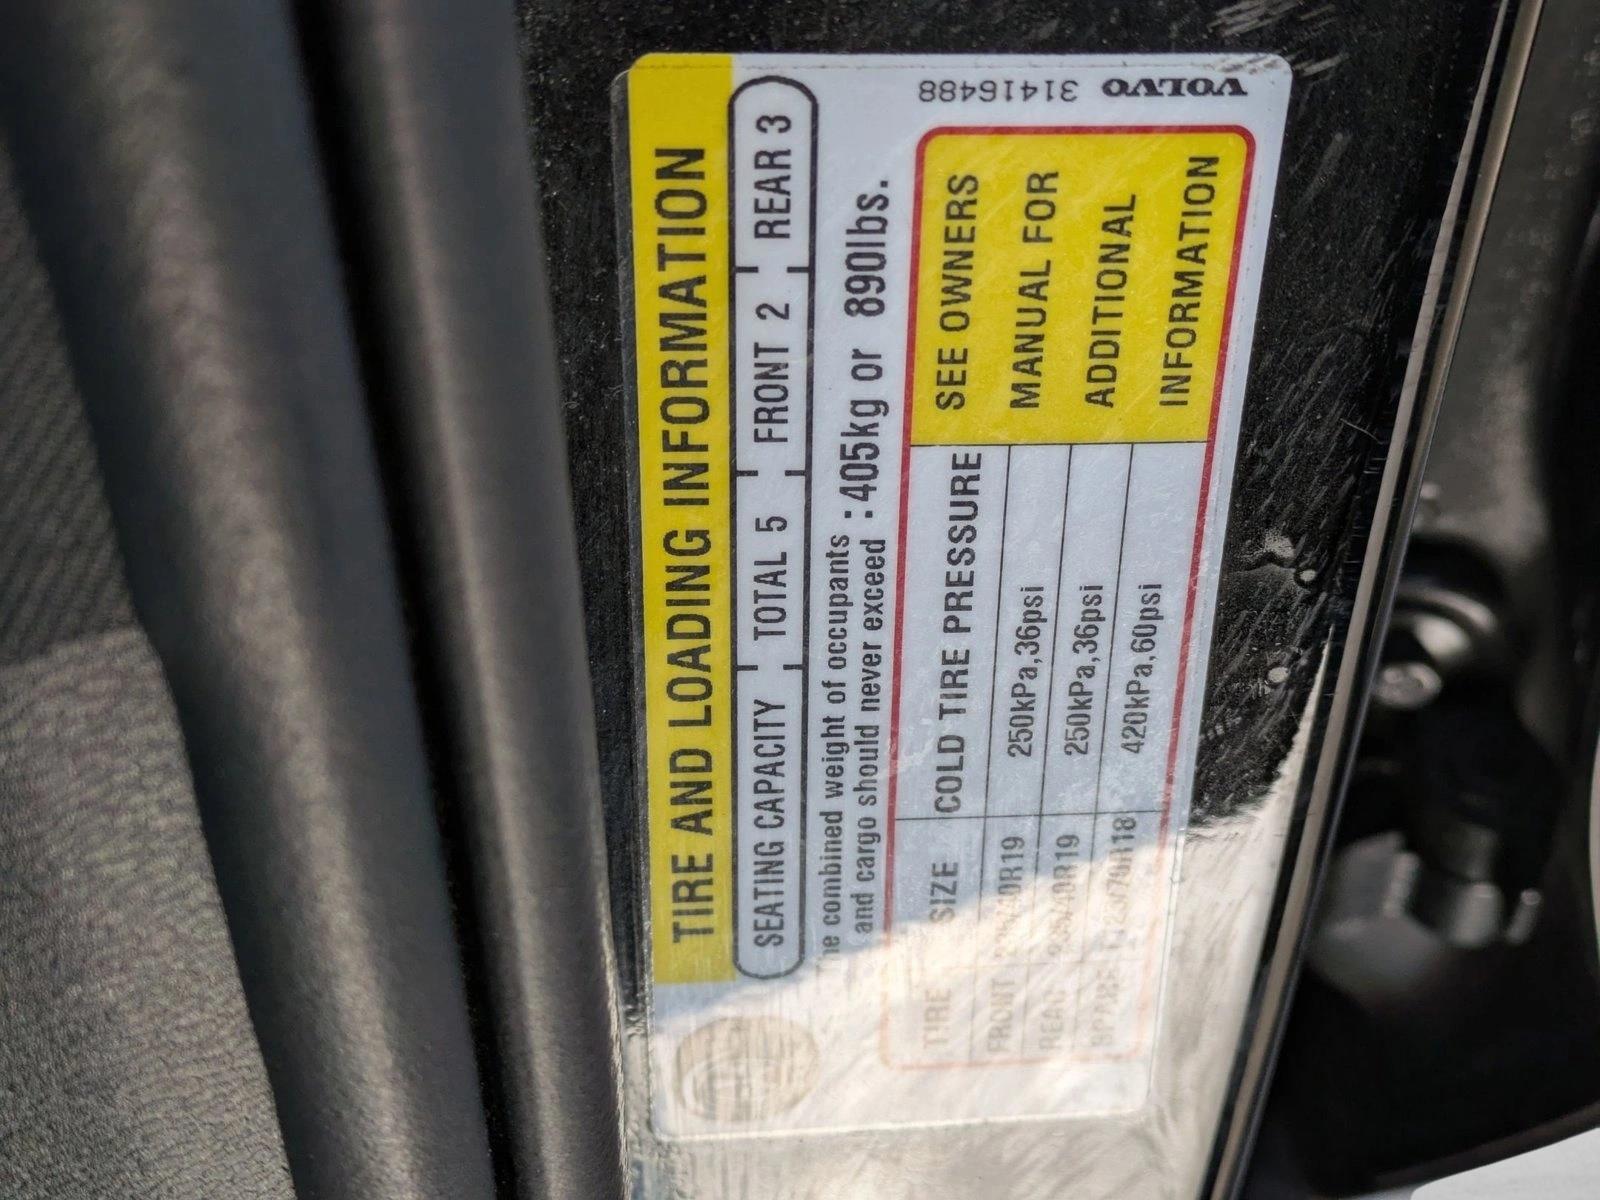 TIRE AND LOADING INFORMATION
SEATING CAPACITY TOTAL 5 FRONT 2 REAR 3
combined weight of occupants
and cargo should never exceed :405kg or 890lbs.
TIRE SIZE COLD TIRE PRESSURE
FRONT 250kPa,36psi
REAR 250kPa,36psi
420kPa,60psi
SEE OWNERS
MANUAL FOR
ADDITIONAL
INFORMATION
VOLVO 31416488